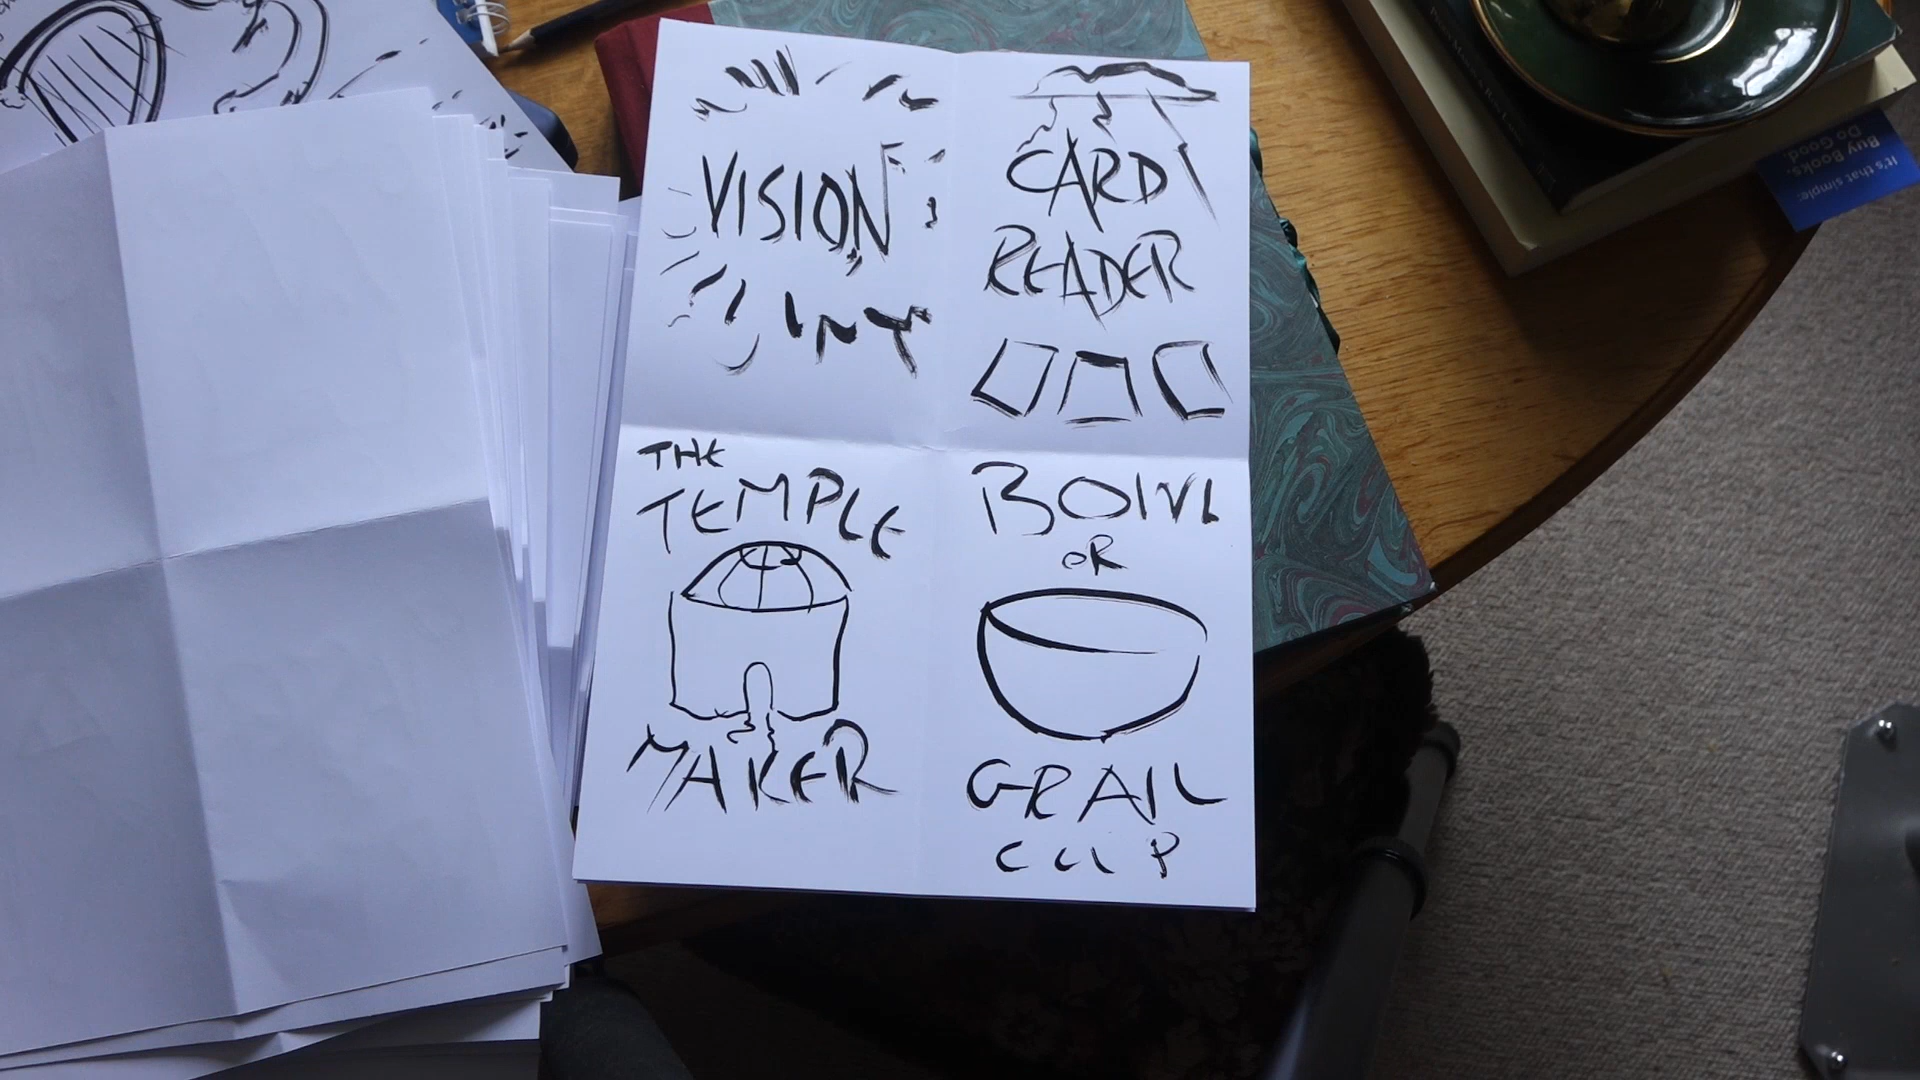 VISION
CARD
READER
THE
TEMPLE
MAKER
BOWL
OR
GRAIL
CUP
It's that simple:
Buy Books,
Do Good.